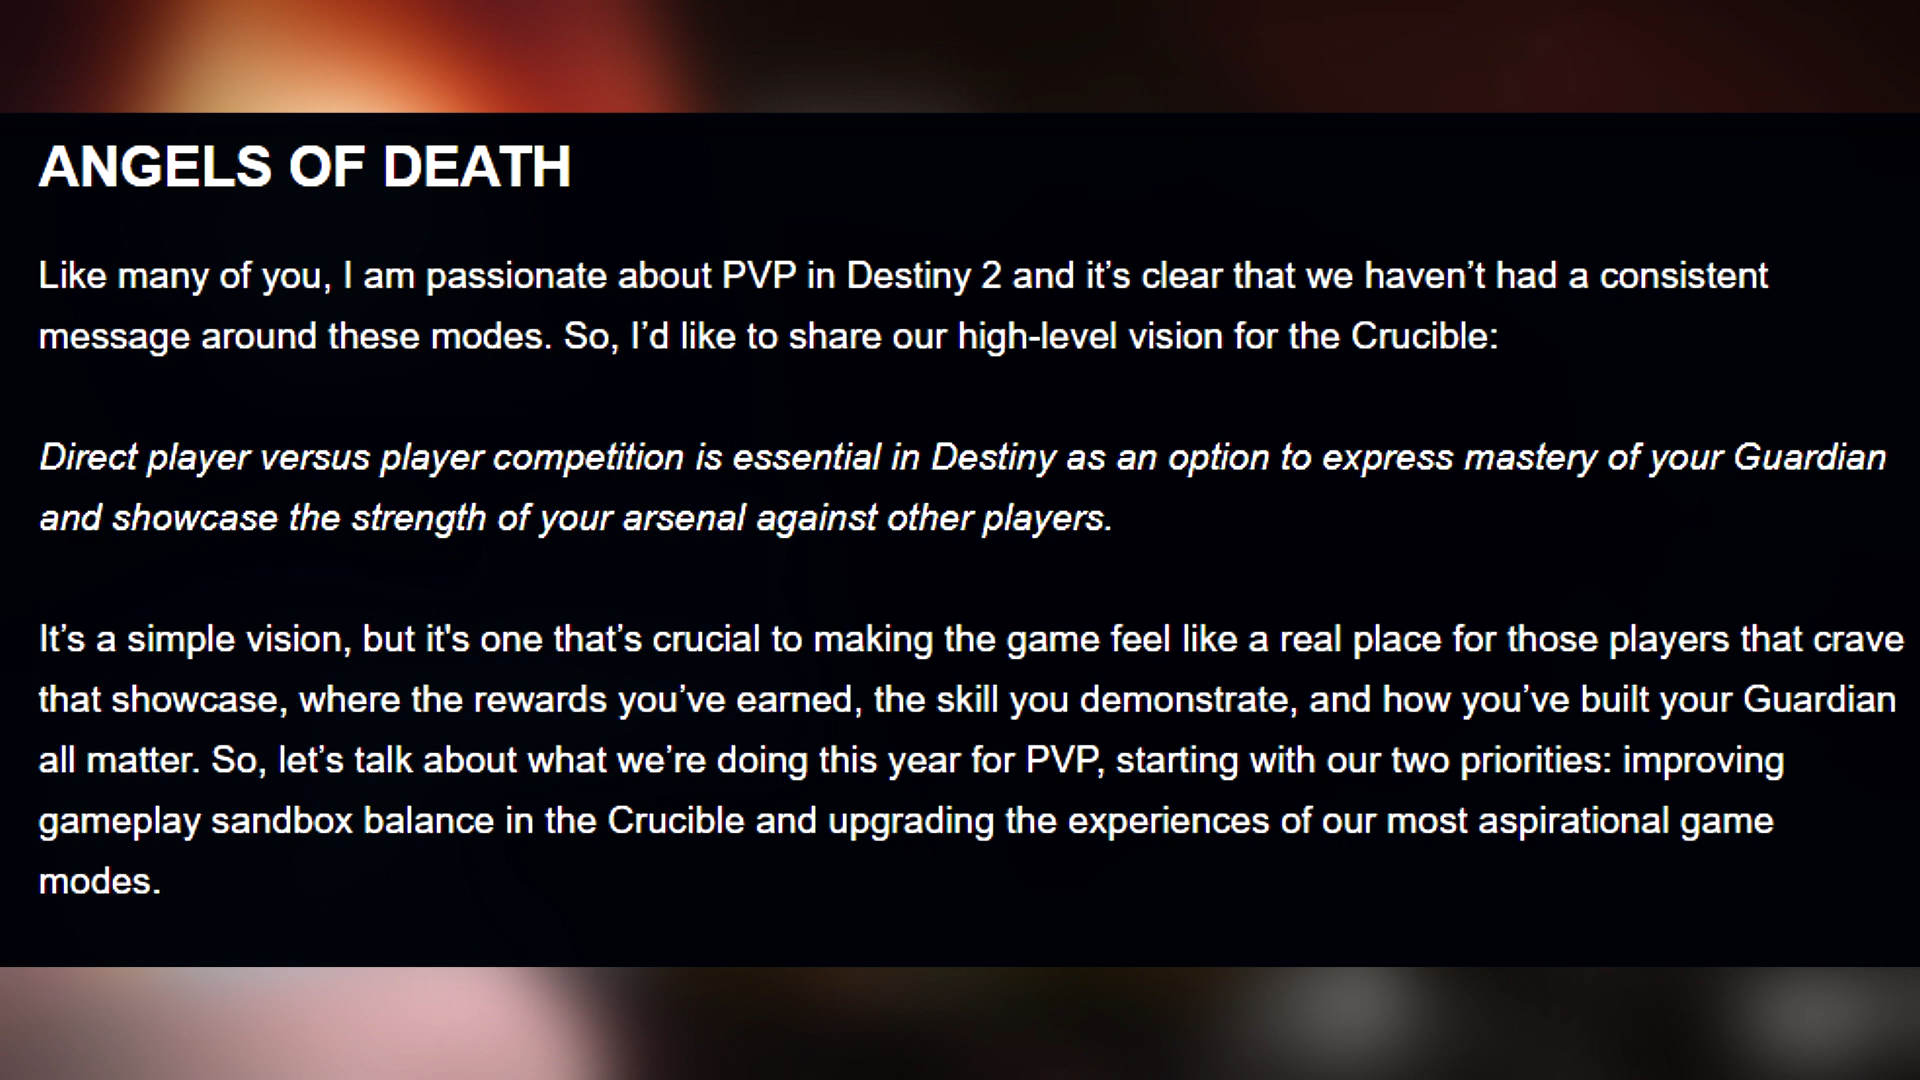 ANGELS OF DEATH
Like many of you, I am passionate about PVP in Destiny 2 and it’s clear that we haven’t had a consistent
message around these modes. So, I’d like to share our high-level vision for the Crucible:
Direct player versus player competition is essential in Destiny as an option to express mastery of your Guardian
and showcase the strength of your arsenal against other players.
It’s a simple vision, but it's one that’s crucial to making the game feel like a real place for those players that crave
that showcase, where the rewards you’ve earned, the skill you demonstrate, and how you’ve built your Guardian
all matter. So, let’s talk about what we’re doing this year for PVP, starting with our two priorities: improving
gameplay sandbox balance in the Crucible and upgrading the experiences of our most aspirational game
modes.